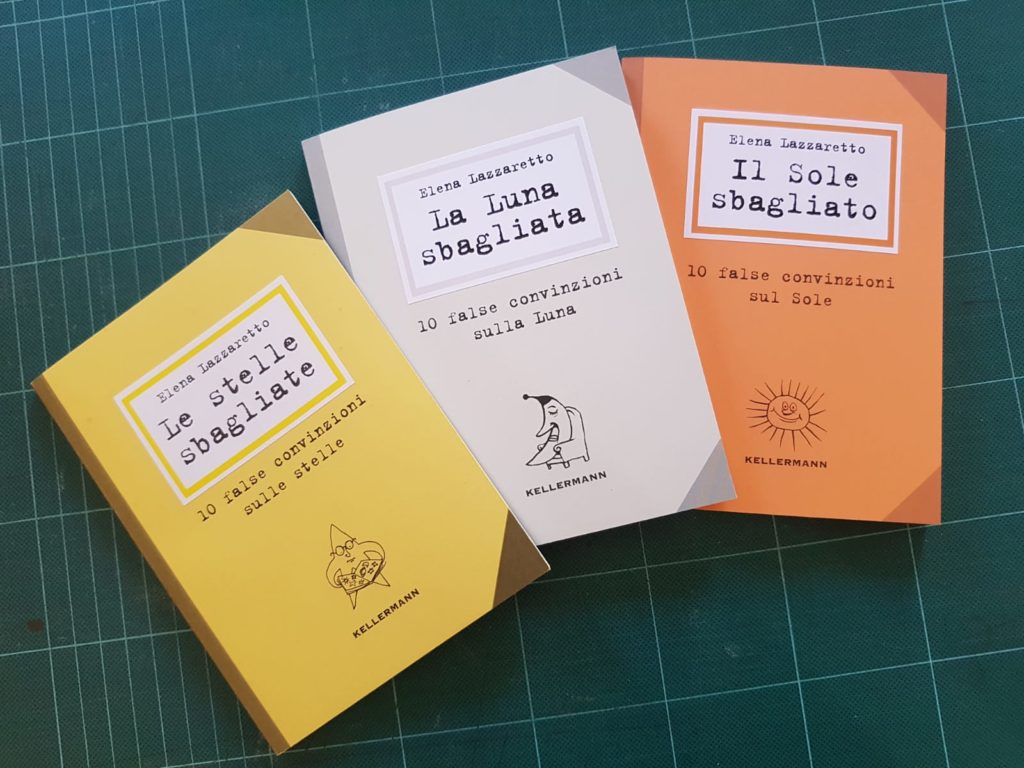 Elena Lazzaretto
Le stelle
sbagliate
10 false convinzioni
sulle stelle
KELLERMANN
Elena Lazzaretto
La Luna
sbagliata
10 false convinzioni
sulla Luna
KELLERMANN
Elena Lazzaretto
Il Sole
sbagliato
10 false convinzioni
sul Sole
KELLERMANN